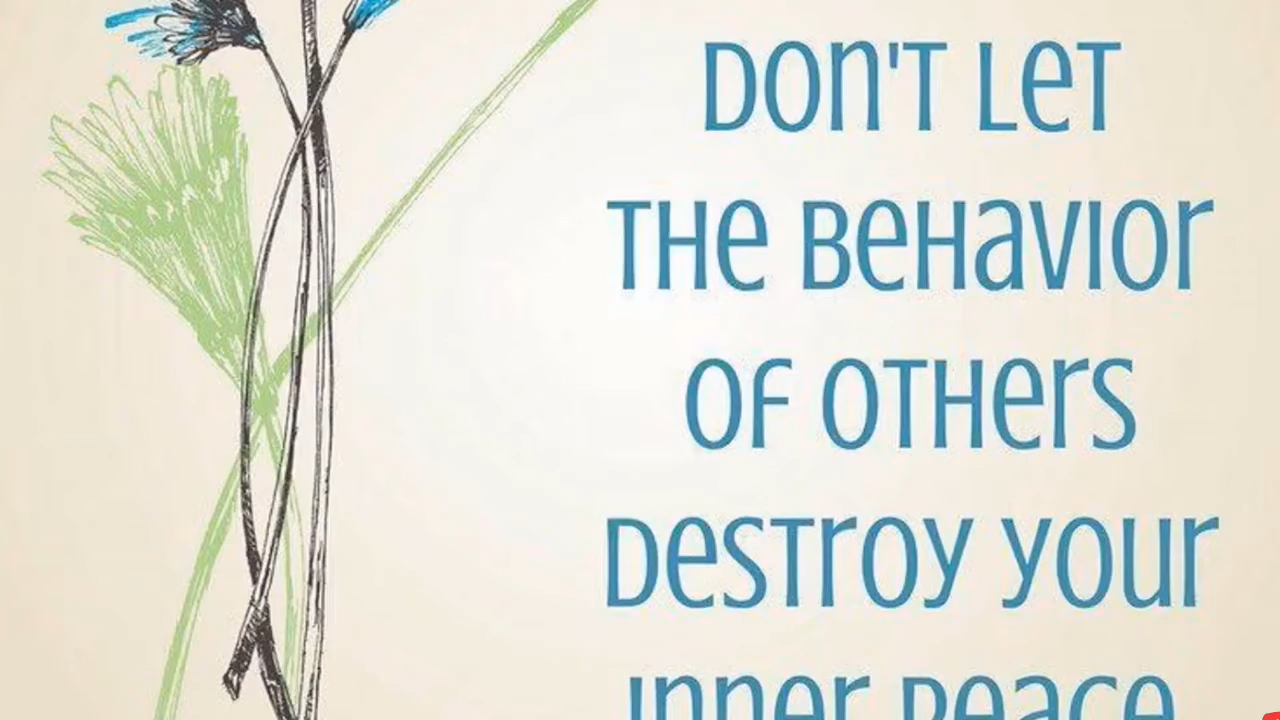 DON'T LET
THE BEHAVIOR
OF OTHERS
DESTROY YOUR
INNER PEACE